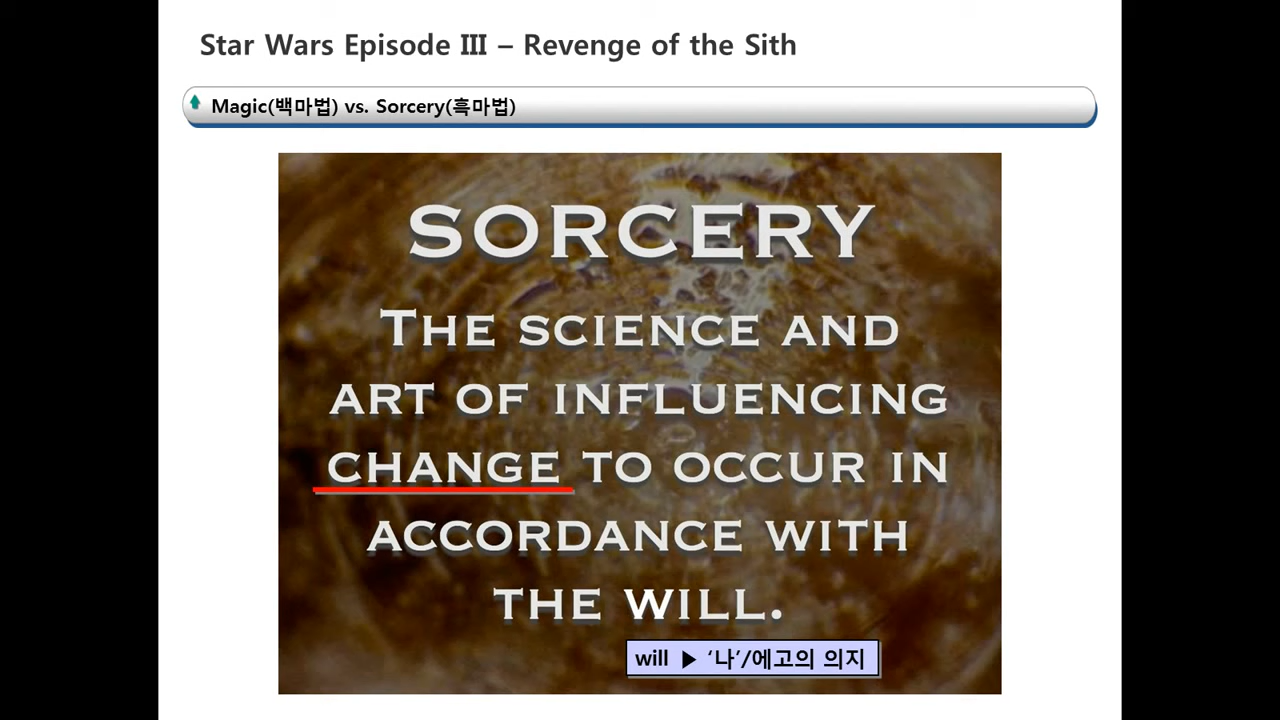 Star Wars Episode III – Revenge of the Sith
Magic(백마법) vs. Sorcery(흑마법)
SORCERY
THE SCIENCE AND
ART OF INFLUENCING
CHANGE TO OCCUR IN
ACCORDANCE WITH
THE WILL.
will ▶ ‘나’/에고의 의지